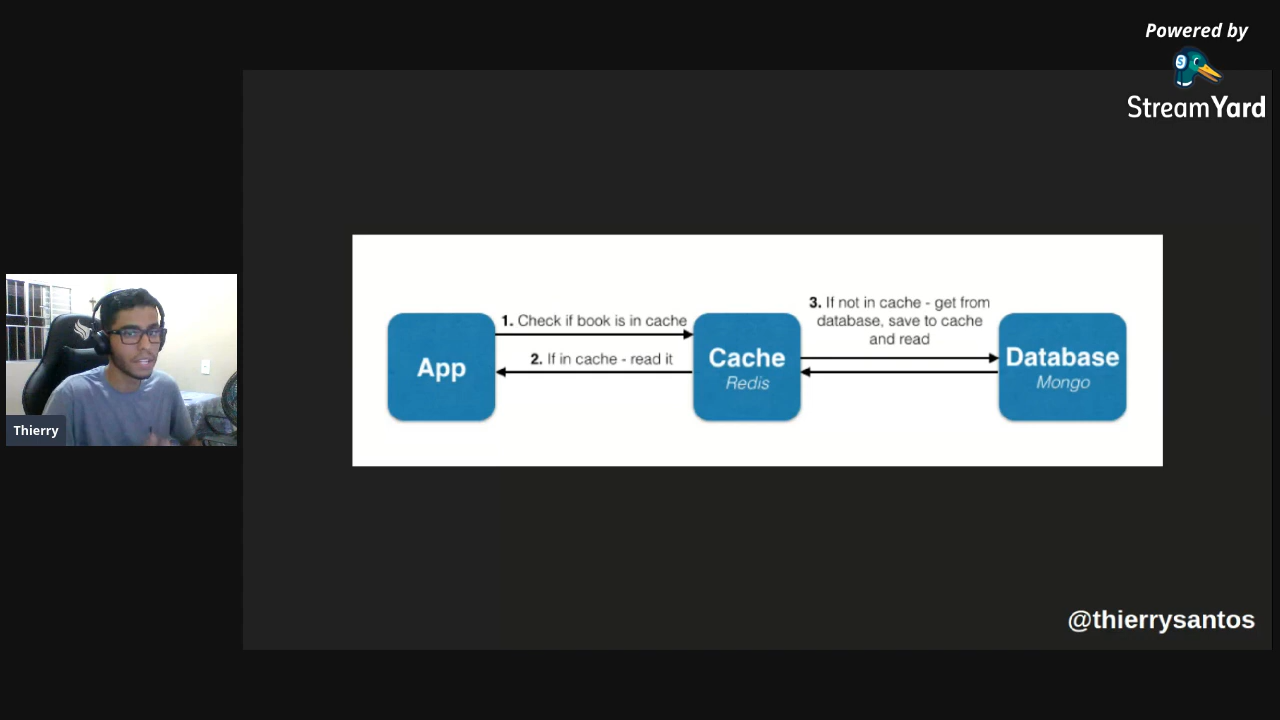 Powered by
StreamYard
1. Check if book is in cache
2. If in cache - read it
3. If not in cache - get from
database, save to cache
and read
App
Cache
Redis
Database
Mongo
Thierry
@thierrysantos